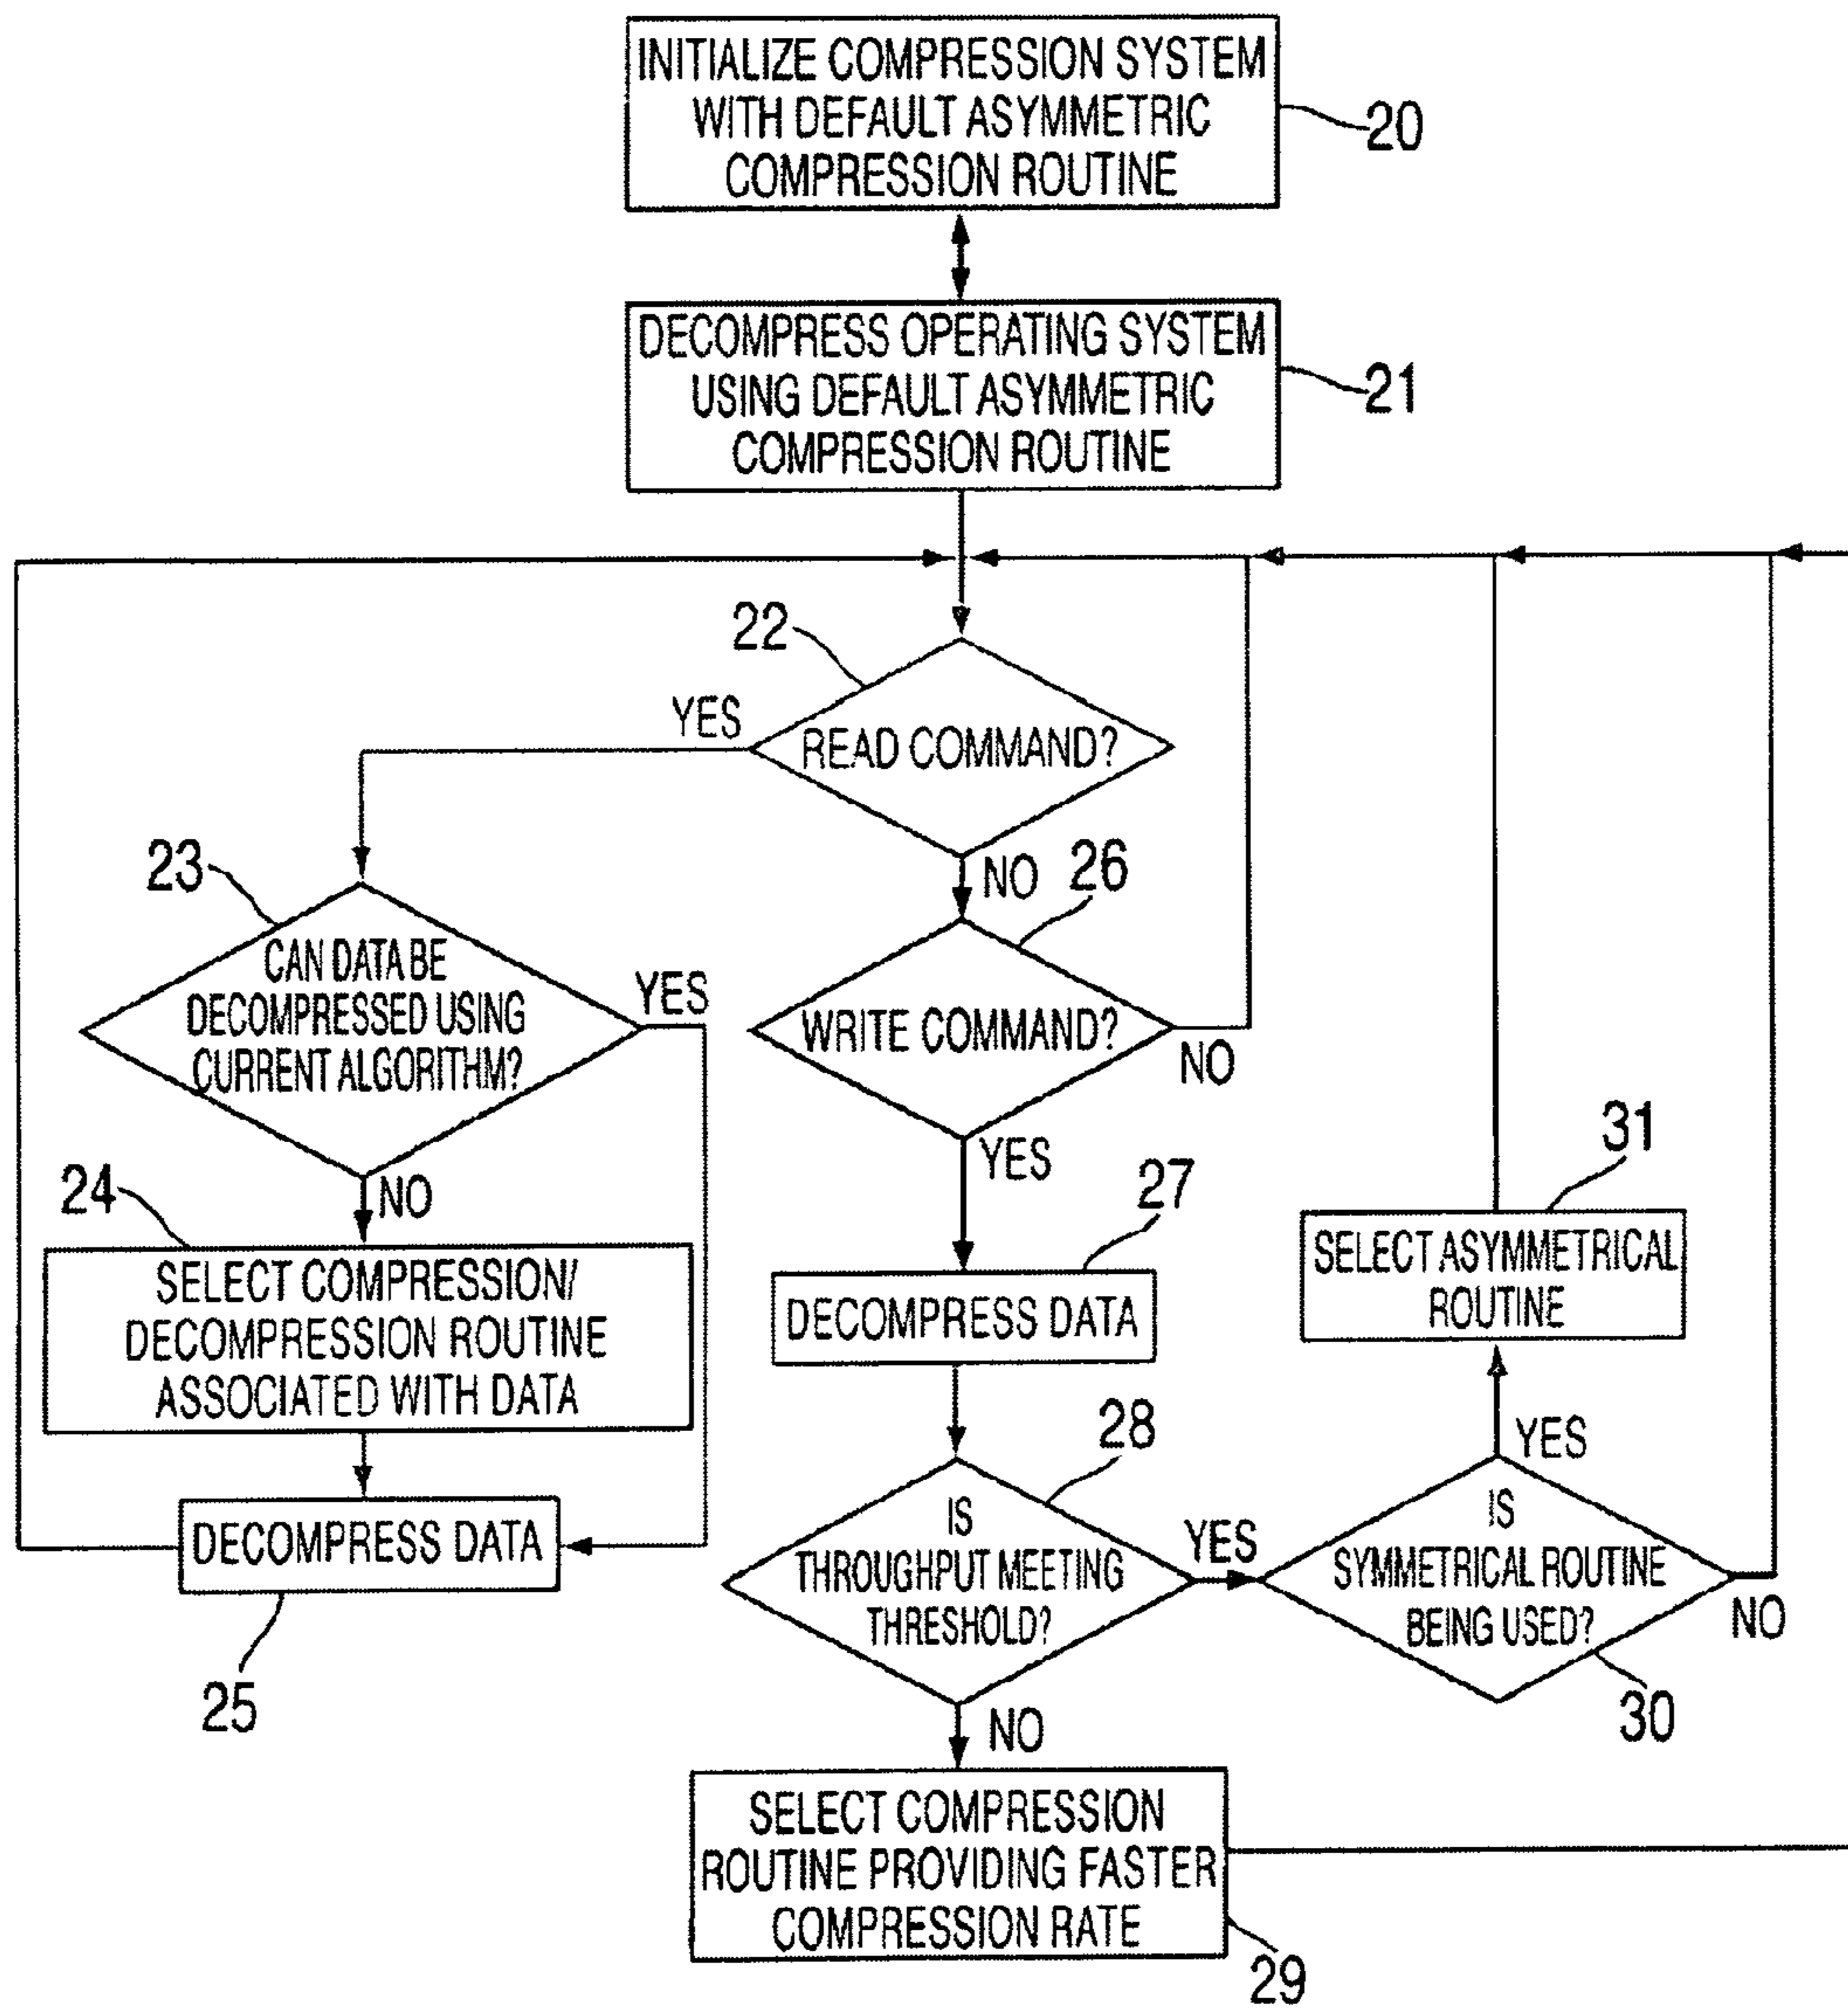 INITIALIZE COMPRESSION SYSTEM
WITH DEFAULT ASYMMETRIC
COMPRESSION ROUTINE
20
DECOMPRESS OPERATING SYSTEM
USING DEFAULT ASYMMETRIC
COMPRESSION ROUTINE
21
22
YES
READ COMMAND?
NO
23
CAN DATA BE
DECOMPRESSED USING
CURRENT ALGORITHM?
YES
NO
24
SELECT COMPRESSION/
DECOMPRESSION ROUTINE
ASSOCIATED WITH DATA
DECOMPRESS DATA
25
26
WRITE COMMAND?
NO
YES
27
DECOMPRESS DATA
28
IS
THROUGHPUT MEETING
THRESHOLD?
YES
NO
SELECT COMPRESSION
ROUTINE PROVIDING FASTER
COMPRESSION RATE
29
IS
SYMMETRICAL ROUTINE
BEING USED?
30
NO
YES
31
SELECT ASYMMETRICAL
ROUTINE